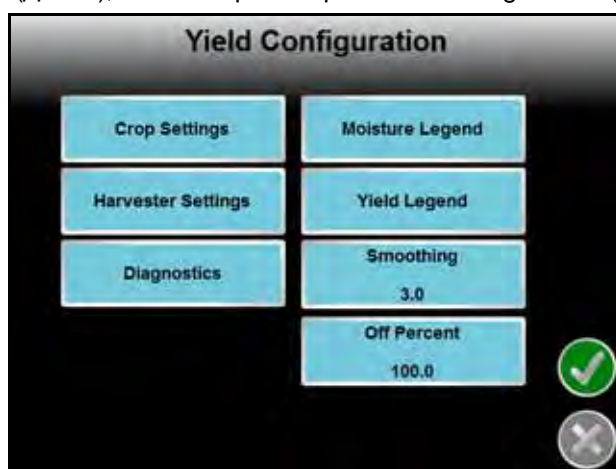 Yield Configuration
Crop Settings
Moisture Legend
Harvester Settings
Yield Legend
Diagnostics
Smoothing
3.0
Off Percent
100.0